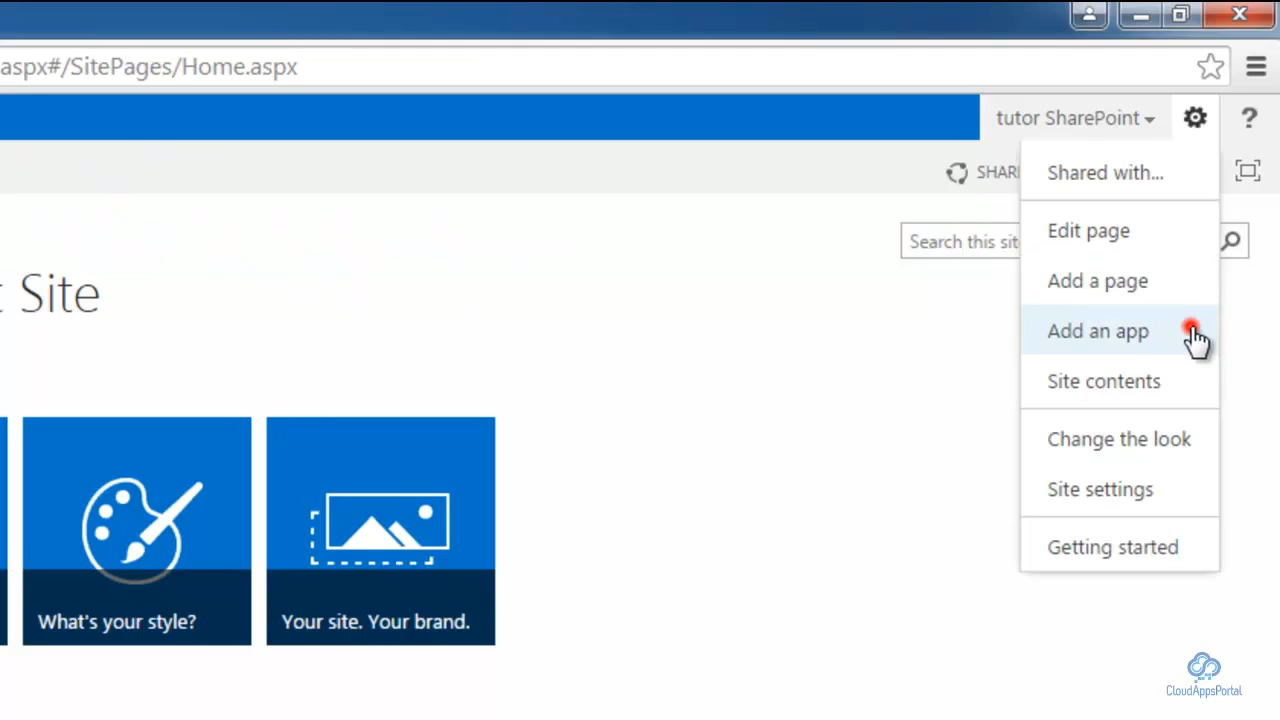 aspx#/SitePages/Home.aspx
tutor SharePoint
?
SHAR
Shared with...
Search this sit
Edit page
Site
Add a page
Add an app
Site contents
Change the look
Site settings
Getting started
What's your style?
Your site. Your brand.
CloudAppsPortal